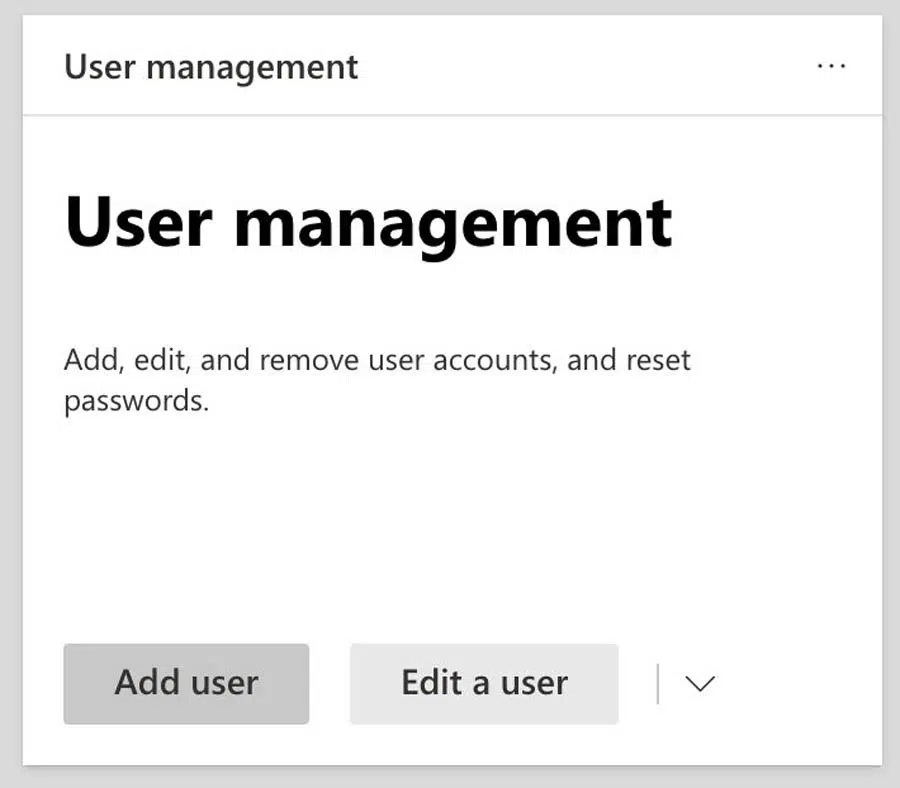 User management
User management
Add, edit, and remove user accounts, and reset
passwords.
Add user
Edit a user